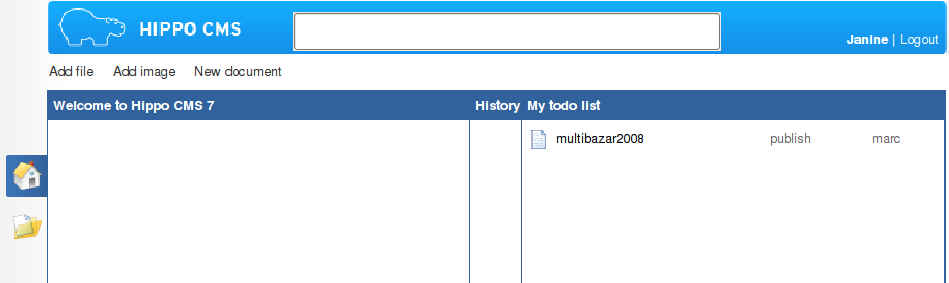 HIPPO CMS
Janine | Logout
Add file Add image New document
Welcome to Hippo CMS 7 History My todo list
multibazar2008 publish marc